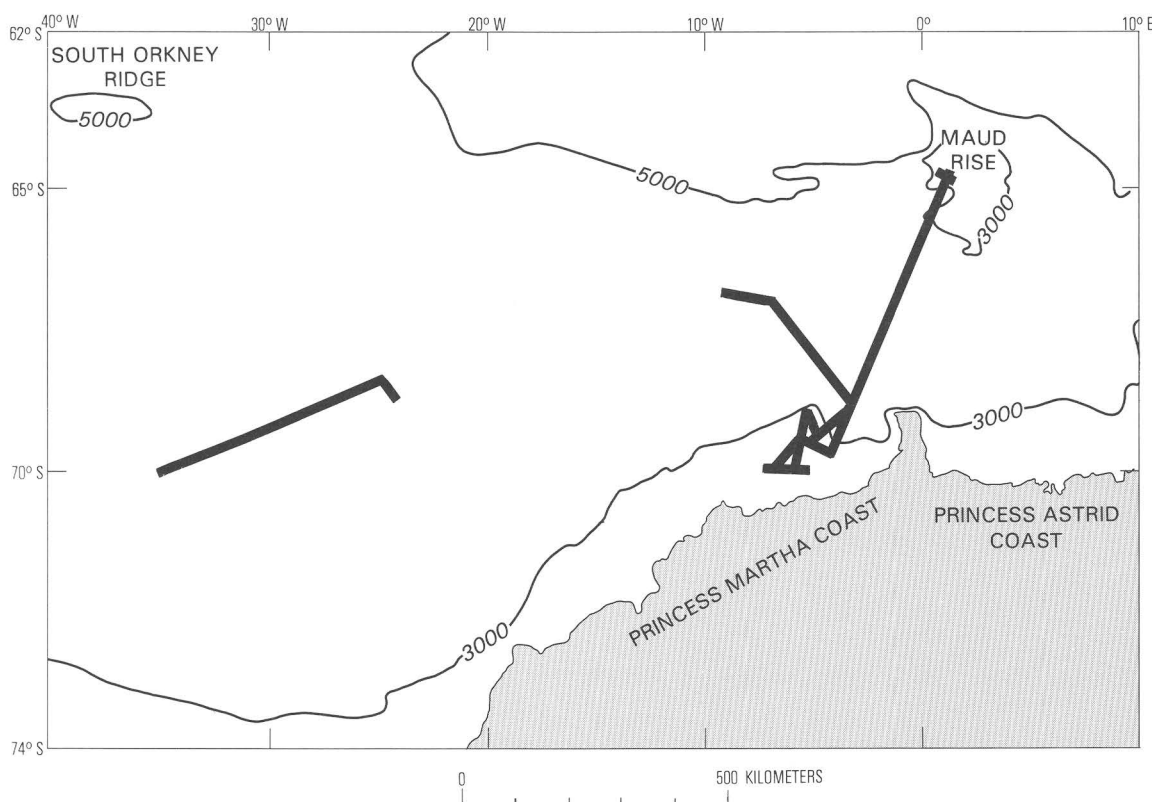 40° W 30° W 20° W 10° W 0° 10° E
62° S
SOUTH ORKNEY
RIDGE
5000
MAUD
RISE
65° S
5000
3000
3000
70° S
PRINCESS ASTRID
COAST
PRINCESS MARTHA COAST
3000
74° S
0 500 KILOMETERS